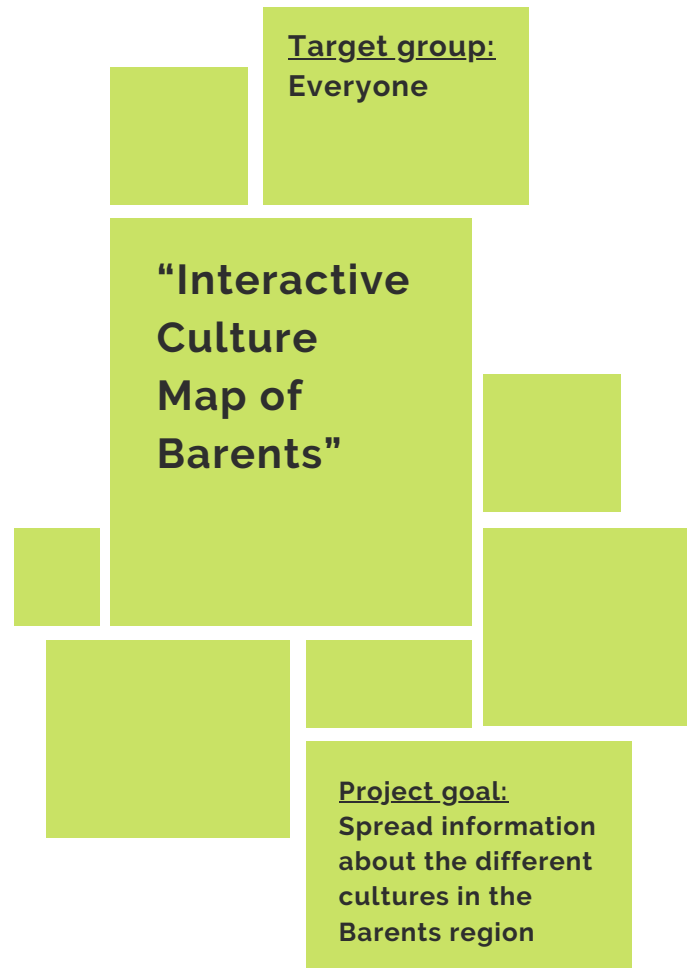 Target group:
Everyone
“Interactive
Culture
Map of
Barents”
Project goal:
Spread information
about the different
cultures in the
Barents region